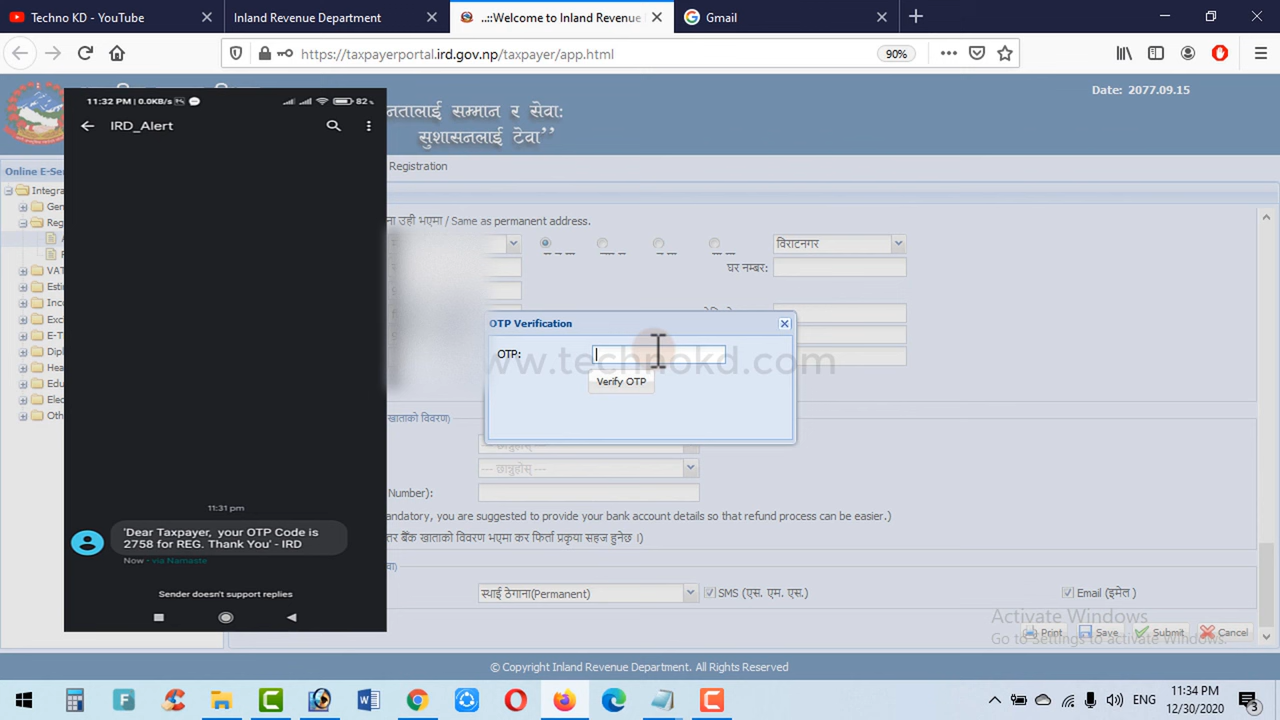 Techno KD - YouTube
Inland Revenue Department
..::Welcome to Inland Revenue
Gmail
https://taxpayerportal.ird.gov.np/taxpayer/app.html
90%
नतालाई सम्मान र सेवा:
सुशासनलाई टेवा’’
Date: 2077.09.15
Online E-Ser
Registration
Integra
Gen
Reg
VAT
Esti
Inco
Exc
E-T
Dipl
Hea
Edu
Elec
Oth
11:32 PM | 0.0KB/s
82
IRD_Alert
11:31 pm
'Dear Taxpayer, your OTP Code is
2758 for REG. Thank You' - IRD
Now - via Namaste
Sender doesn't support replies
ना उही भएमा / Same as permanent address.
विराटनगर
घर नम्बर:
OTP Verification
OTP:
Verify OTP
ww.technokd.com
खाताको विवरण)
-- छान्नुहोस् ---
--- छान्नुहोस् ---
Number):
andatory, you are suggested to provide your bank account details so that refund process can be easier.)
तर बैँक खाताको विवरण भएमा कर फिर्ता प्रकृया सहज हुनेछ ।)
स्थाई ठेगाना(Permanent)
SMS (एस. एम. एस.)
Email (इमेल )
Activate Windows
Go to Settings to activate Windows.
Print
Save
Submit
Cancel
© Copyright Inland Revenue Department. All Rights Reserved
ENG
11:34 PM
12/30/2020
3